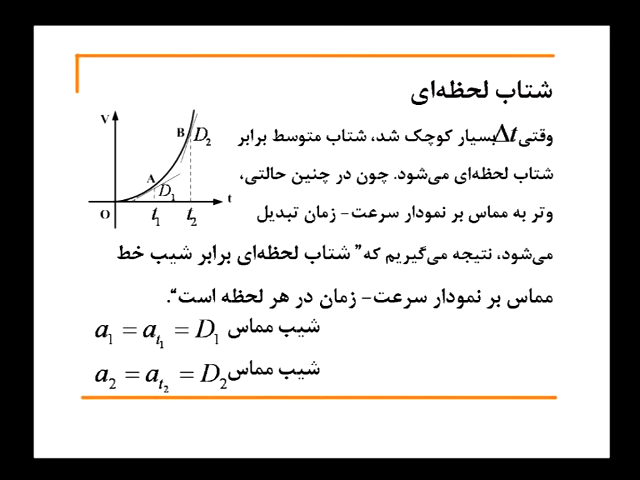 شتاب لحظه‌ای
وقتی Δt بسیار کوچک شد، شتاب متوسط برابر
شتاب لحظه‌ای می‌شود. چون در چنین حالتی،
وتر به مماس بر نمودار سرعت- زمان تبدیل
می‌شود، نتیجه می‌گیریم که” شتاب لحظه‌ای برابر شیب خط
مماس بر نمودار سرعت- زمان در هر لحظه است“.
a₁ = a_t₁ = D₁ شیب مماس
a₂ = a_t₂ = D₂ شیب مماس
V
B D₂
A
D₁
t
O t₁ t₂